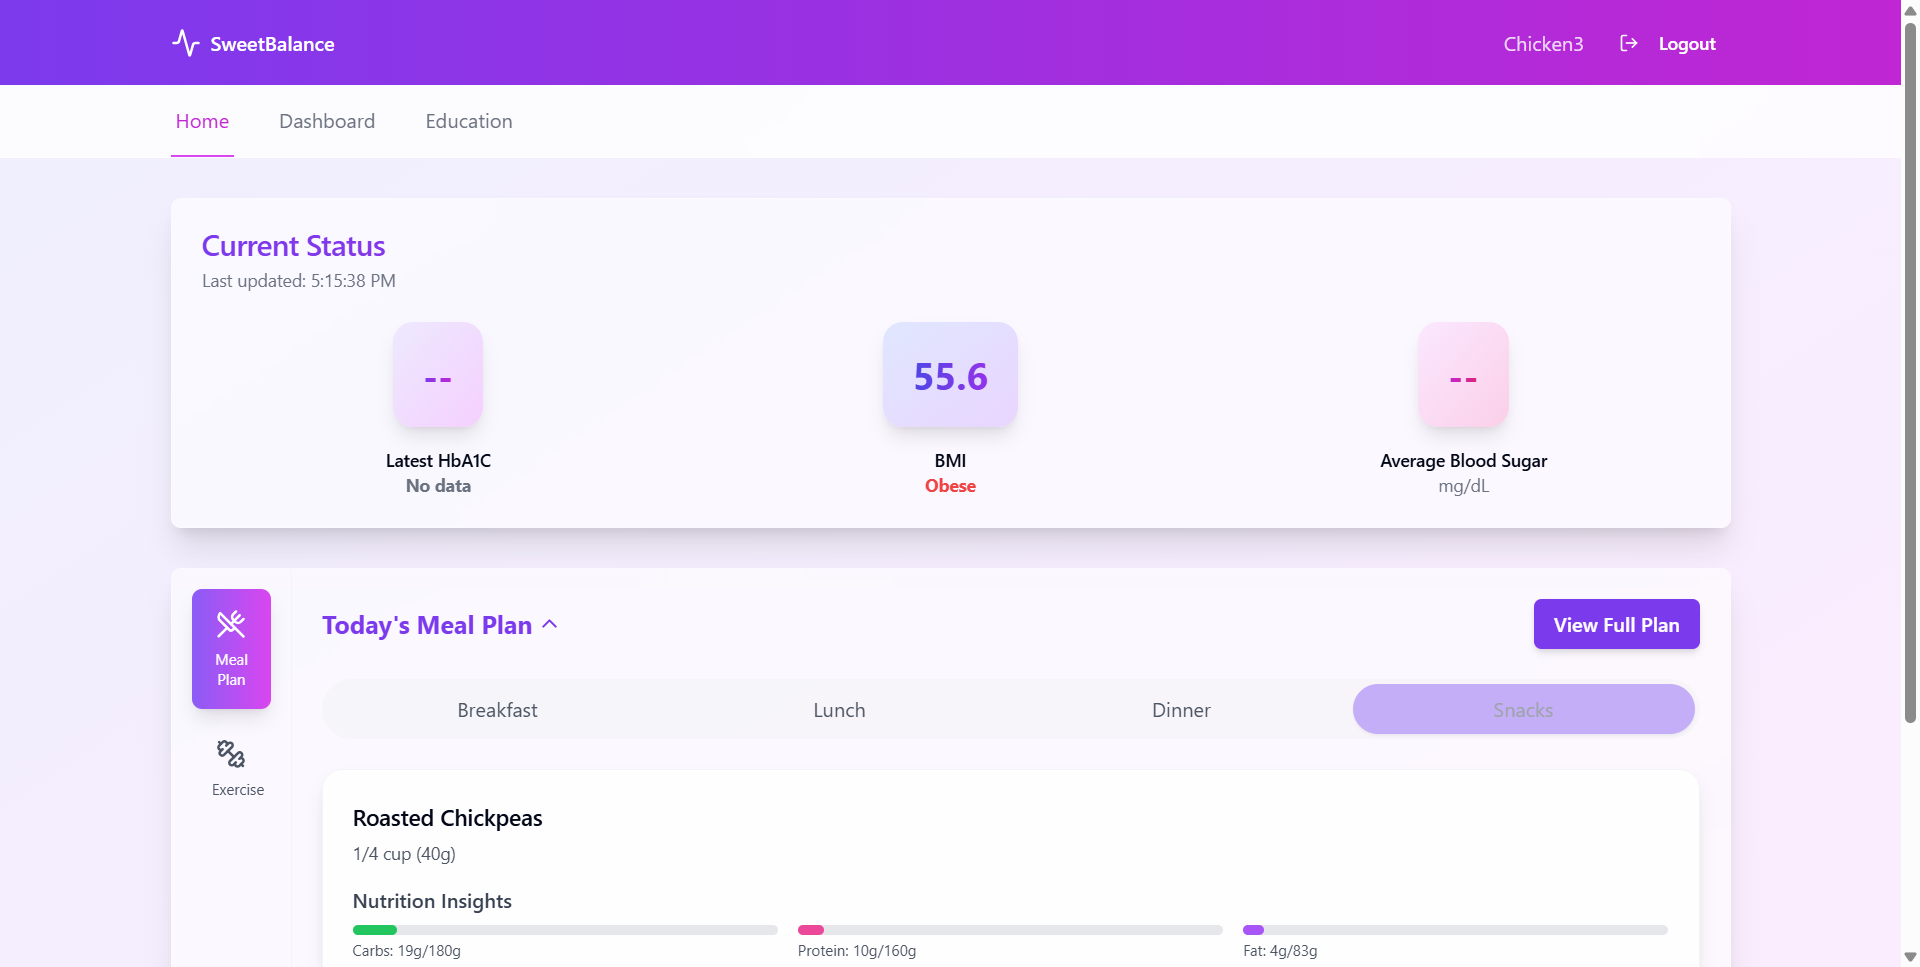 SweetBalance
Chicken3
Logout
Home
Dashboard
Education
Current Status
Last updated: 5:15:38 PM
--
55.6
--
Latest HbA1C
No data
BMI
Obese
Average Blood Sugar
mg/dL
Meal
Plan
Exercise
Today's Meal Plan
View Full Plan
Breakfast
Lunch
Dinner
Snacks
Roasted Chickpeas
1/4 cup (40g)
Nutrition Insights
Carbs: 19g/180g
Protein: 10g/160g
Fat: 4g/83g